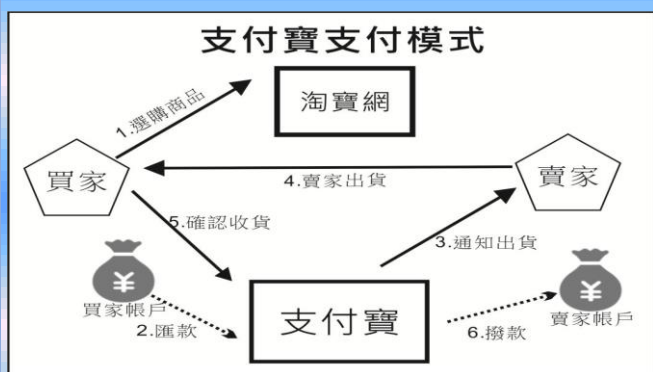 支付寶支付模式
淘寶網
1.選購商品
買家
賣家
4.賣家出貨
5.確認收貨
3.通知出貨
¥
¥
買家帳戶
2.匯款
支付寶
6.撥款
賣家帳戶